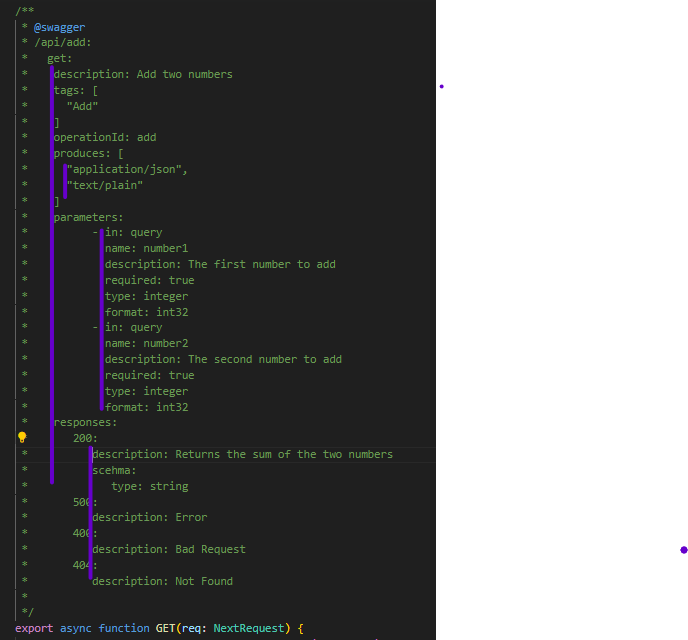 /**
 * @swagger
 * /api/add:
 *   get:
 *    description: Add two numbers
 *    tags: [
 *      "Add"
 *    ]
 *    operationId: add
 *    produces: [
 *      "application/json",
 *      "text/plain"
 *    ]
 *    parameters:
 *          - in: query
 *            name: number1
 *            description: The first number to add
 *            required: true
 *            type: integer
 *            format: int32
 *          - in: query
 *            name: number2
 *            description: The second number to add
 *            required: true
 *            type: integer
 *            format: int32
 *    responses:
 *       200:
 *          description: Returns the sum of the two numbers
 *          scehma:
 *             type: string
 *       500:
 *          description: Error
 *       400:
 *          description: Bad Request
 *       404:
 *          description: Not Found
 *
 */
export async function GET(req: NextRequest) {